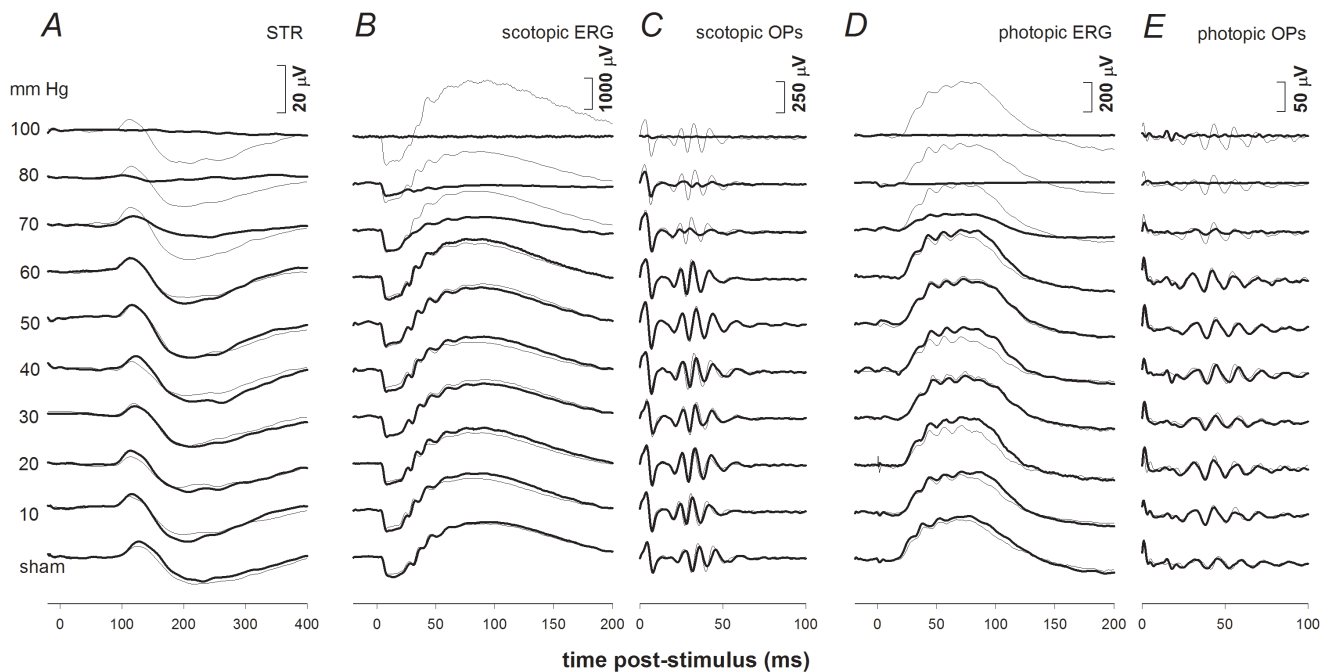 A STR B scotopic ERG C scotopic OPs D photopic ERG E photopic OPs
20 μV 1000 μV 250 μV 200 μV 50 μV
mm Hg
100
80
70
60
50
40
30
20
10
sham
0 100 200 300 400 0 50 100 150 200 0 50 100 0 50 100 150 200 0 50 100
time post-stimulus (ms)